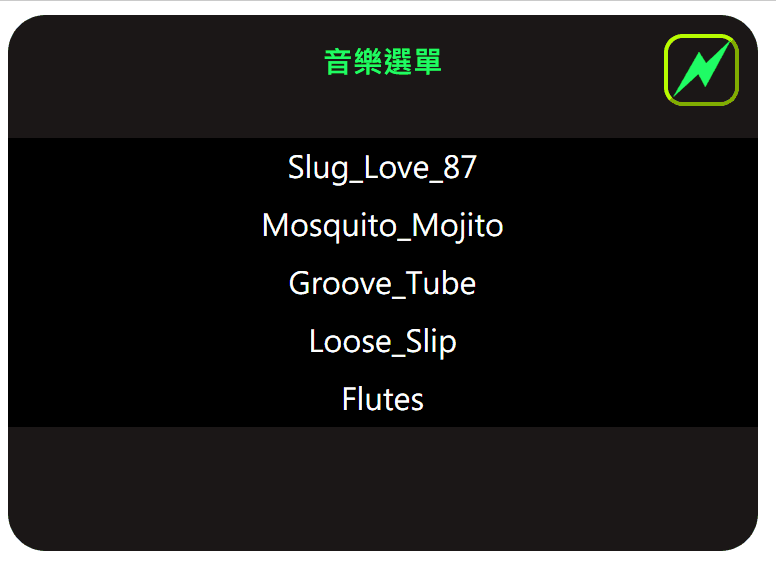 音樂選單
Slug_Love_87
Mosquito_Mojito
Groove_Tube
Loose_Slip
Flutes